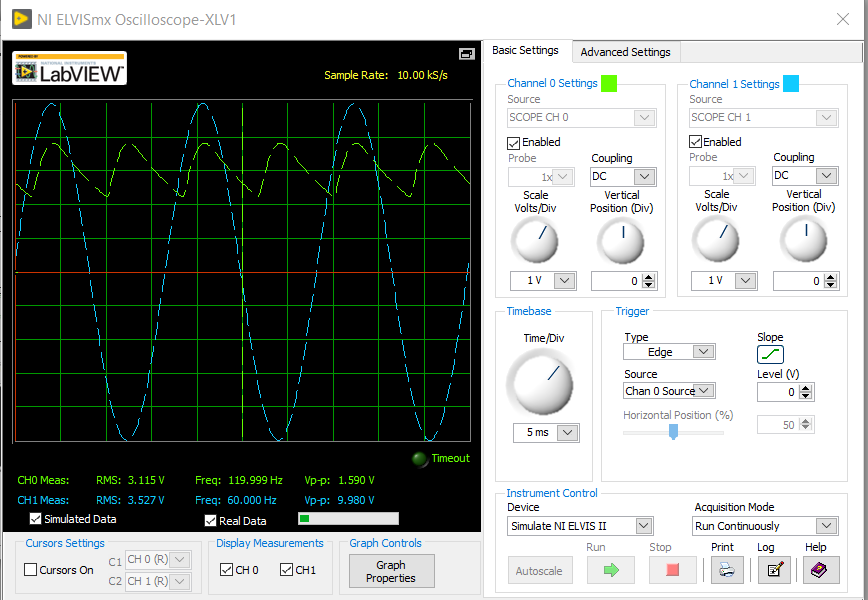 NI ELVISmx Oscilloscope-XLV1
POWERED BY
NATIONAL INSTRUMENTS
LabVIEW™
Sample Rate: 10.00 kS/s
Timeout
CH0 Meas: RMS: 3.115 V Freq: 119.999 Hz Vp-p: 1.590 V
CH1 Meas: RMS: 3.527 V Freq: 60.000 Hz Vp-p: 9.980 V
Simulated Data Real Data
Cursors Settings
Cursors On
C1 CH 0 (R)
C2 CH 1 (R)
Display Measurements
CH 0 CH1
Graph Controls
Graph
Properties
Basic Settings Advanced Settings
Channel 0 Settings
Source
SCOPE CH 0
Enabled
Probe Coupling
1x DC
Scale Vertical
Volts/Div Position (Div)
1 V 0
Channel 1 Settings
Source
SCOPE CH 1
Enabled
Probe Coupling
1x DC
Scale Vertical
Volts/Div Position (Div)
1 V 0
Timebase
Time/Div
5 ms
Trigger
Type Slope
Edge
Source Level (V)
Chan 0 Source 0
Horizontal Position (%)
50
Instrument Control
Device Acquisition Mode
Simulate NI ELVIS II Run Continuously
Run Stop Print Log Help
Autoscale